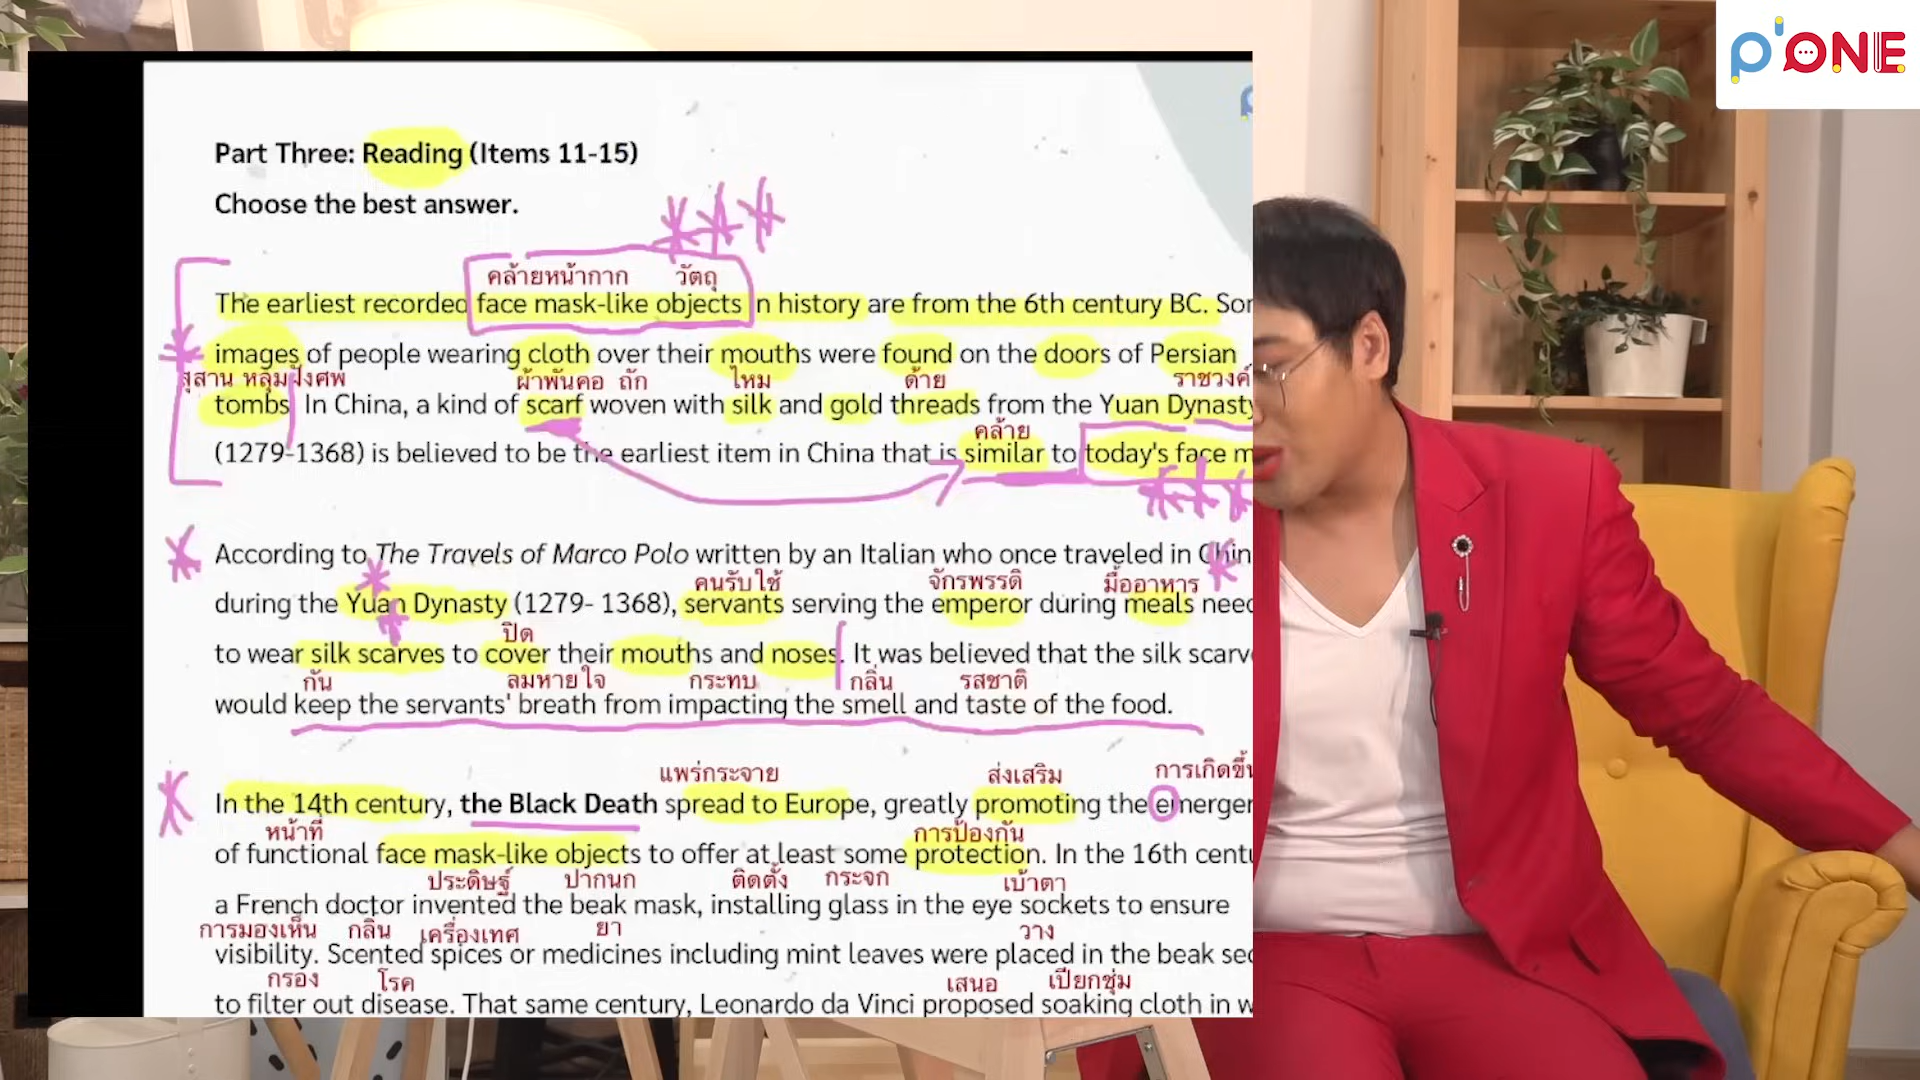 P'ONE
Part Three: Reading (Items 11-15)
Choose the best answer.
คล้ายหน้ากาก วัตถุ
The earliest recorded face mask-like objects in history are from the 6th century BC.
images of people wearing cloth over their mouths were found on the doors of Persian
สุสาน หลุมฝังศพ ผ้าพันคอ ถัก ไหม ด้าย ราชวงค์
tombs. In China, a kind of scarf woven with silk and gold threads from the Yuan Dynasty
คล้าย
(1279-1368) is believed to be the earliest item in China that is similar to today's face
According to The Travels of Marco Polo written by an Italian who once traveled in
คนรับใช้ จักรพรรดิ มื้ออาหาร
during the Yuan Dynasty (1279- 1368), servants serving the emperor during meals
ปิด
to wear silk scarves to cover their mouths and noses. It was believed that the silk
กัน ลมหายใจ กระทบ กลิ่น รสชาติ
would keep the servants' breath from impacting the smell and taste of the food.
แพร่กระจาย ส่งเสริม การเกิดขึ้น
In the 14th century, the Black Death spread to Europe, greatly promoting the
หน้าที่ การป้องกัน
of functional face mask-like objects to offer at least some protection. In the 16th
ประดิษฐ์ ปากนก ติดตั้ง กระจก เบ้าตา
a French doctor invented the beak mask, installing glass in the eye sockets to ensure
การมองเห็น กลิ่น เครื่องเทศ ยา วาง
visibility. Scented spices or medicines including mint leaves were placed in the beak
กรอง โรค เสนอ เปียกชุ่ม
to filter out disease. That same century, Leonardo da Vinci proposed soaking cloth in